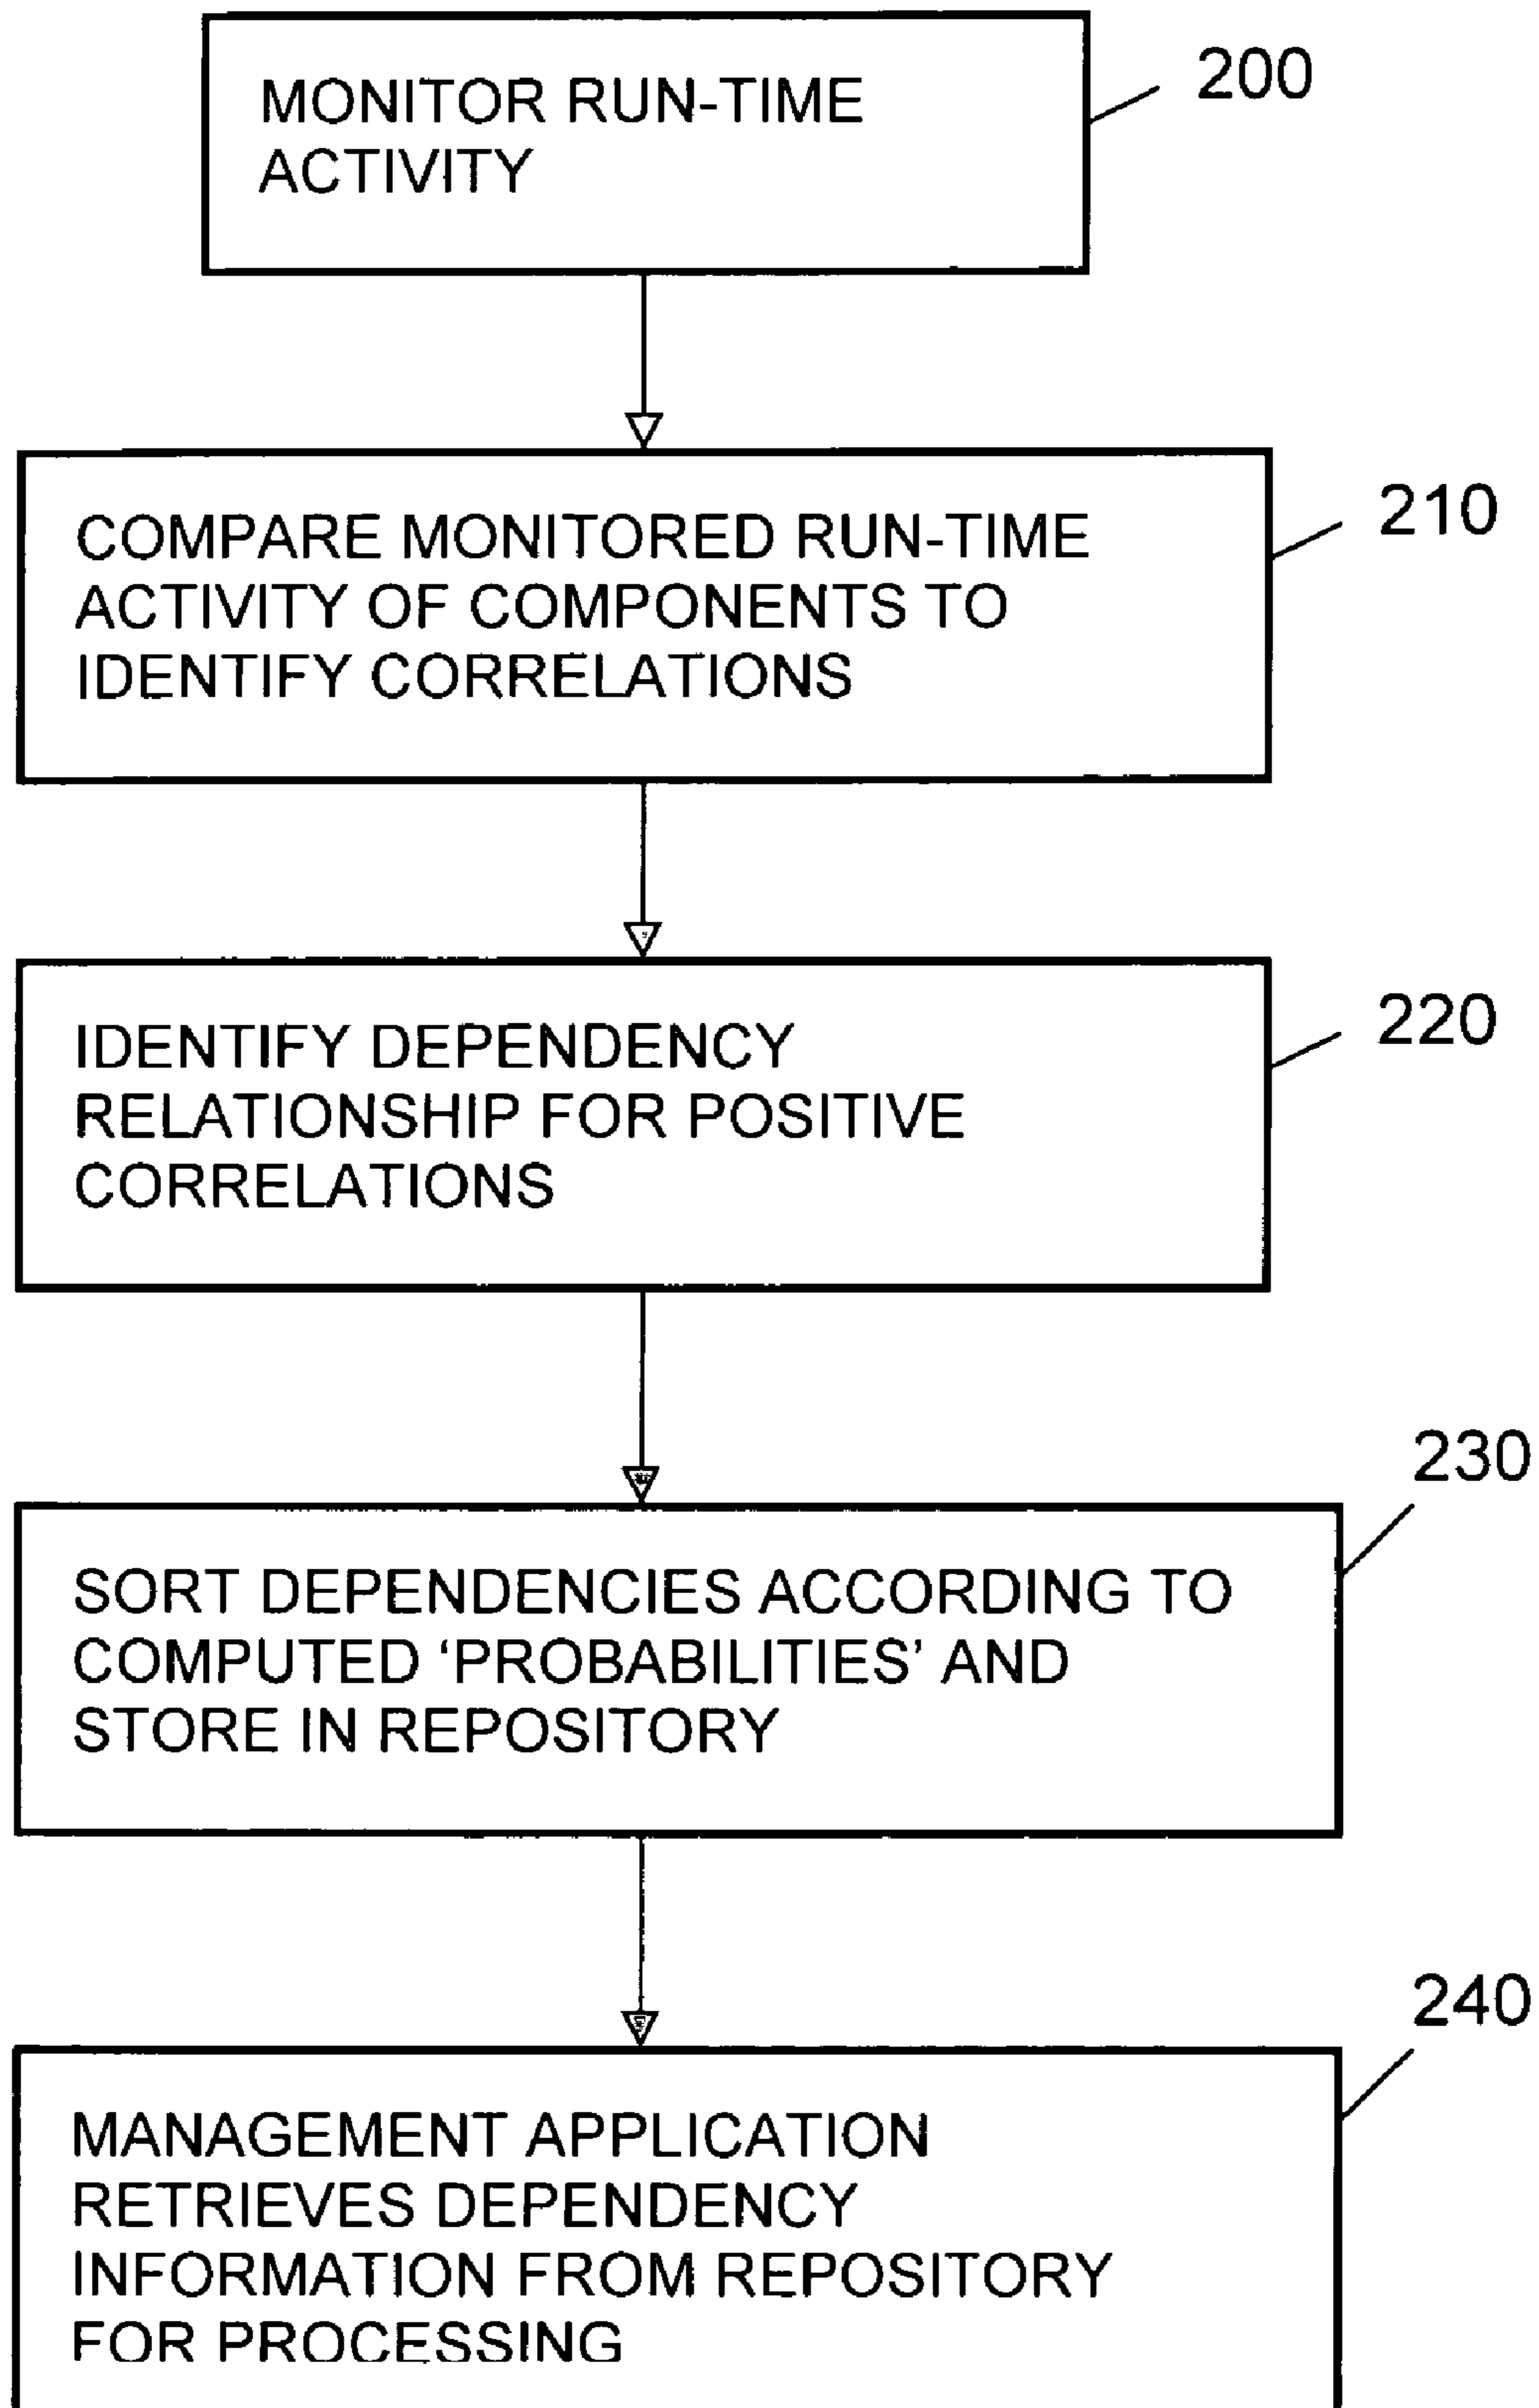 MONITOR RUN-TIME
ACTIVITY
200
COMPARE MONITORED RUN-TIME
ACTIVITY OF COMPONENTS TO
IDENTIFY CORRELATIONS
210
IDENTIFY DEPENDENCY
RELATIONSHIP FOR POSITIVE
CORRELATIONS
220
SORT DEPENDENCIES ACCORDING TO
COMPUTED ‘PROBABILITIES’ AND
STORE IN REPOSITORY
230
MANAGEMENT APPLICATION
RETRIEVES DEPENDENCY
INFORMATION FROM REPOSITORY
FOR PROCESSING
240